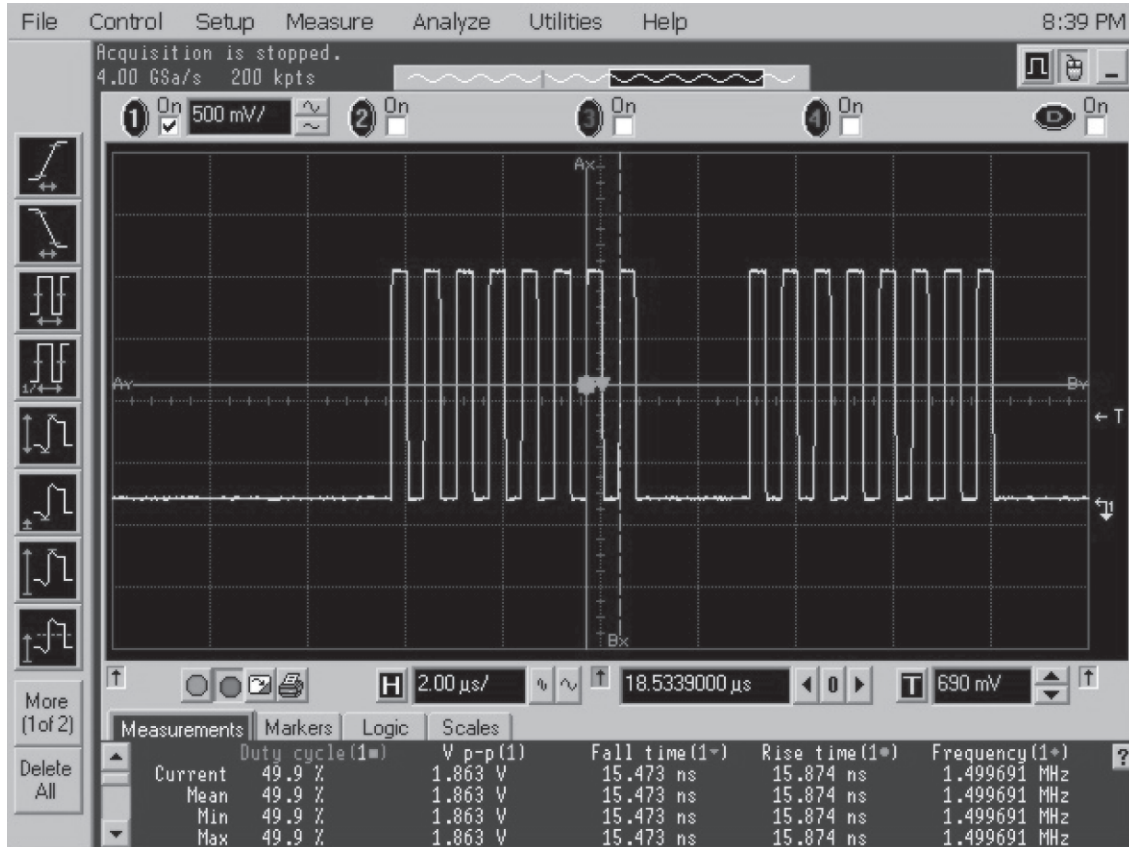 File Control Setup Measure Analyze Utilities Help 8:39 PM
Acquisition is stopped.
4.00 GSa/s 200 kpts
1 On 500 mV/ 2 On 3 On 4 On D On
Ax
Ay By
T
Bx
H 2.00 µs/ 18.5339000 µs 0 T 690 mV
More
(1of 2)
Delete
All
Measurements Markers Logic Scales
Duty cycle(1■) V p-p(1) Fall time(1▾) Rise time(1●) Frequency(1◆) ?
Current 49.9 % 1.863 V 15.473 ns 15.874 ns 1.499691 MHz
Mean 49.9 % 1.863 V 15.473 ns 15.874 ns 1.499691 MHz
Min 49.9 % 1.863 V 15.473 ns 15.874 ns 1.499691 MHz
Max 49.9 % 1.863 V 15.473 ns 15.874 ns 1.499691 MHz